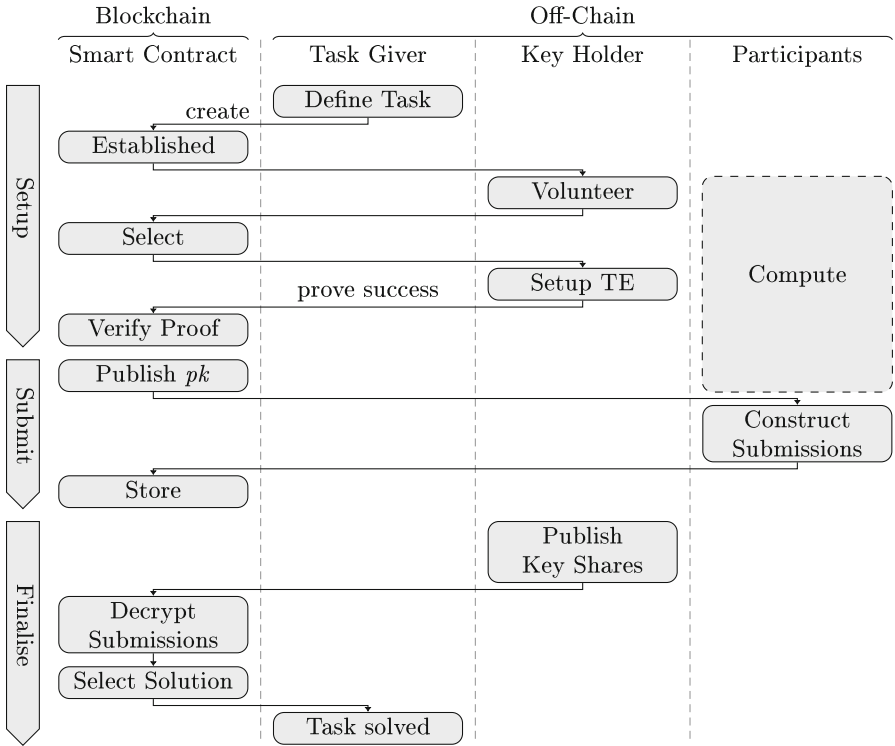 Blockchain
Off-Chain
Smart Contract
Task Giver
Key Holder
Participants
Setup
Define Task
create
Established
Volunteer
Select
Compute
Setup TE
prove success
Verify Proof
Submit
Publish pk
Construct
Submissions
Store
Finalise
Publish
Key Shares
Decrypt
Submissions
Select Solution
Task solved